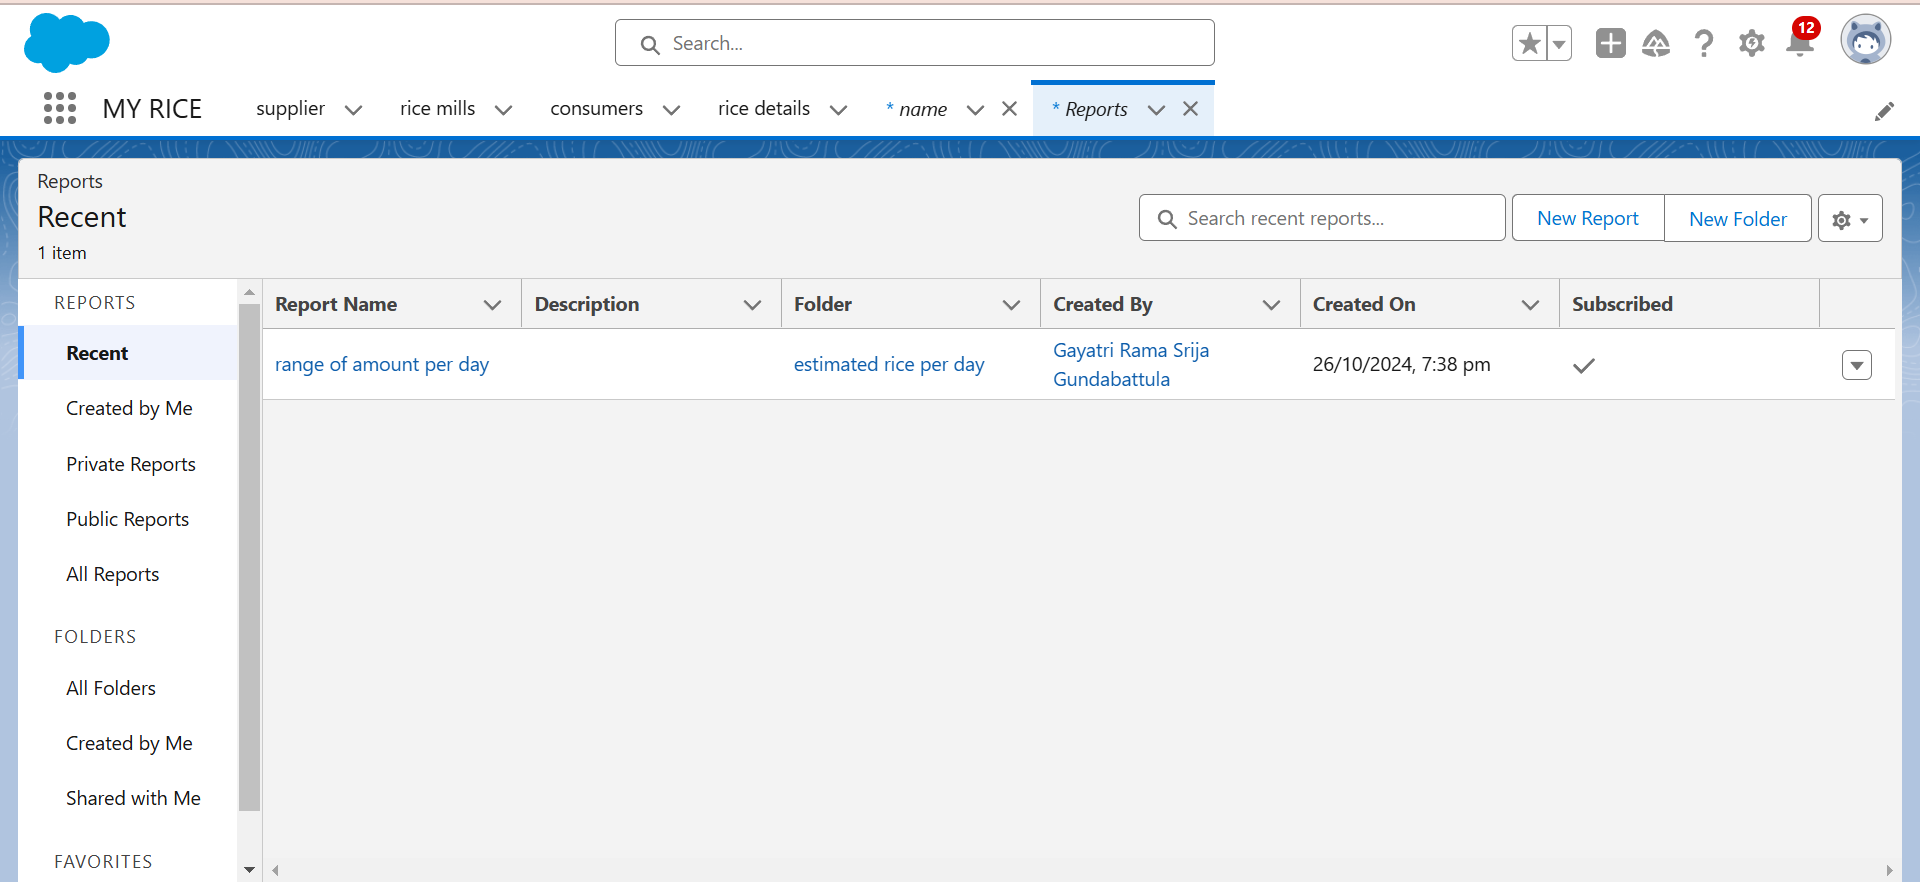 Search...
12
MY RICE
supplier
rice mills
consumers
rice details
* name
* Reports
Reports
Recent
1 item
Search recent reports...
New Report
New Folder
REPORTS
Recent
Created by Me
Private Reports
Public Reports
All Reports
FOLDERS
All Folders
Created by Me
Shared with Me
FAVORITES
Report Name
Description
Folder
Created By
Created On
Subscribed
range of amount per day
estimated rice per day
Gayatri Rama Srija
Gundabattula
26/10/2024, 7:38 pm